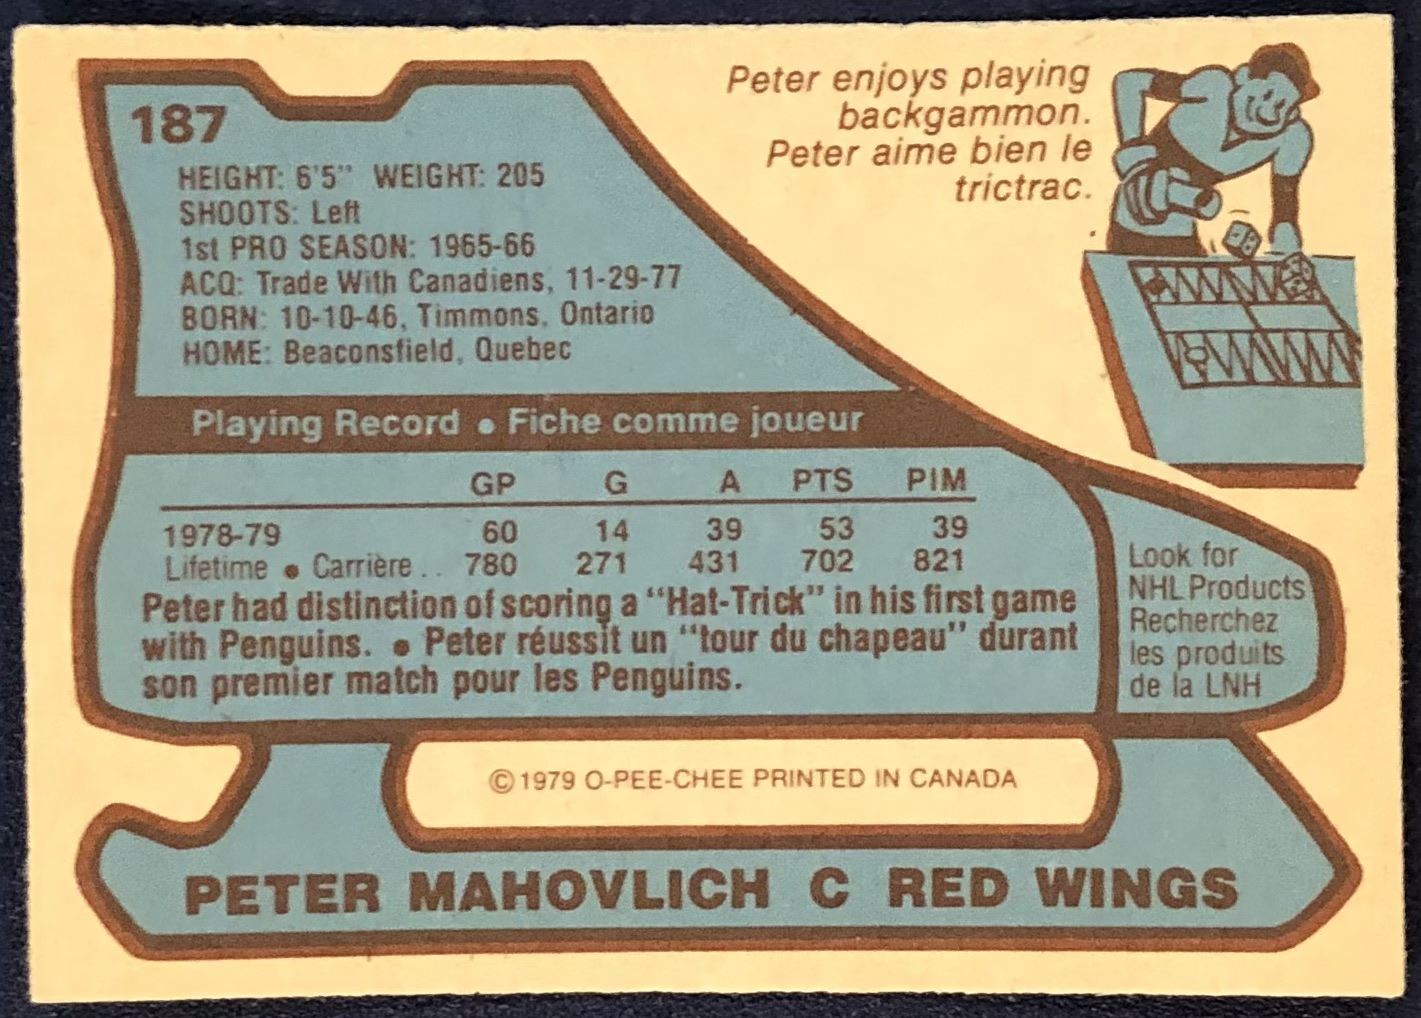 187
Peter enjoys playing
backgammon.
Peter aime bien le
trictrac.
HEIGHT: 6'5" WEIGHT: 205
SHOOTS: Left
1st PRO SEASON: 1965-66
ACQ: Trade With Canadiens, 11-29-77
BORN: 10-10-46, Timmons, Ontario
HOME: Beaconsfield, Quebec
Playing Record • Fiche comme joueur
GP G A PTS PIM
1978-79 60 14 39 53 39
Lifetime • Carrière .. 780 271 431 702 821
Peter had distinction of scoring a "Hat-Trick" in his first game
with Penguins. • Peter réussit un "tour du chapeau" durant
son premier match pour les Penguins.
Look for
NHL Products
Recherchez
les produits
de la LNH
© 1979 O-PEE-CHEE PRINTED IN CANADA
PETER MAHOVLICH C RED WINGS